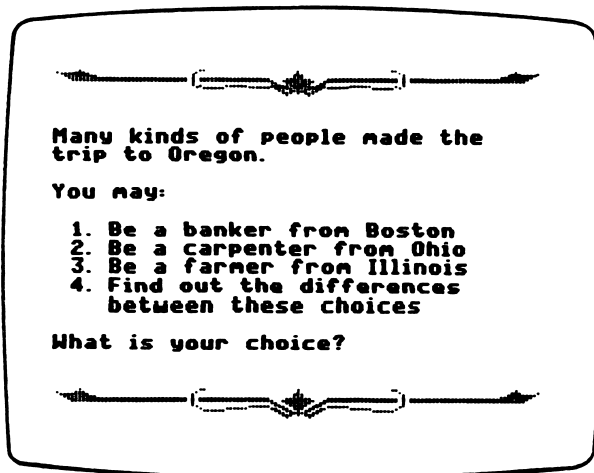 Many kinds of people made the
trip to Oregon.
You may:
1. Be a banker from Boston
2. Be a carpenter from Ohio
3. Be a farmer from Illinois
4. Find out the differences
between these choices
What is your choice?